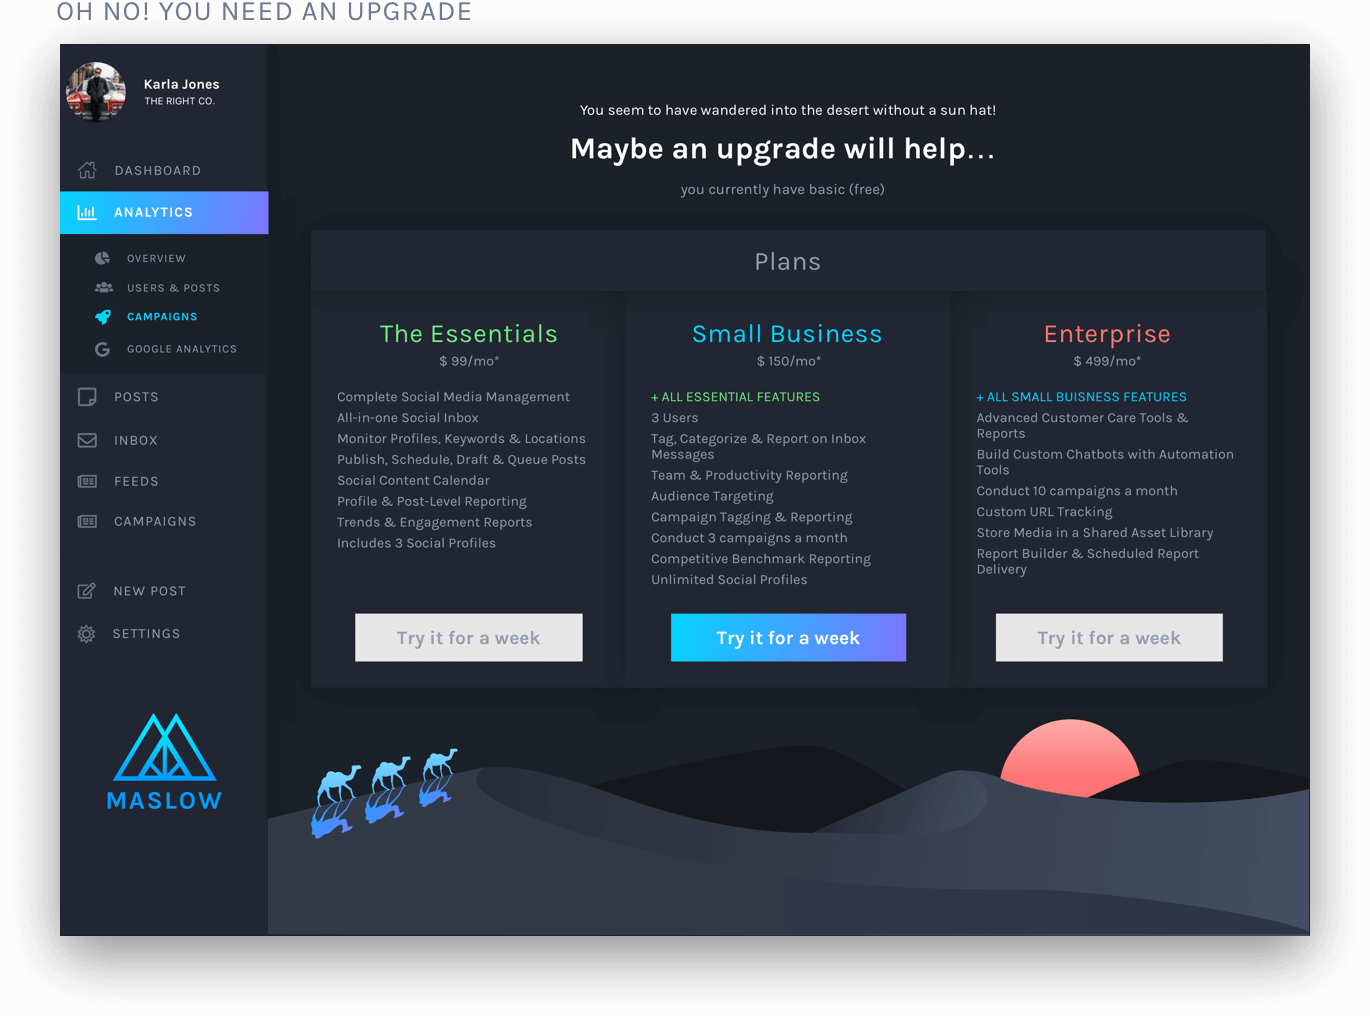 OH NO! YOU NEED AN UPGRADE
Karla Jones
THE RIGHT CO.
DASHBOARD
ANALYTICS
OVERVIEW
USERS & POSTS
CAMPAIGNS
GOOGLE ANALYTICS
POSTS
INBOX
FEEDS
CAMPAIGNS
NEW POST
SETTINGS
MASLOW
You seem to have wandered into the desert without a sun hat!
Maybe an upgrade will help...
you currently have basic (free)
Plans
The Essentials
$ 99/mo*
Complete Social Media Management
All-in-one Social Inbox
Monitor Profiles, Keywords & Locations
Publish, Schedule, Draft & Queue Posts
Social Content Calendar
Profile & Post-Level Reporting
Trends & Engagement Reports
Includes 3 Social Profiles
Try it for a week
Small Business
$ 150/mo*
+ ALL ESSENTIAL FEATURES
3 Users
Tag, Categorize & Report on Inbox
Messages
Team & Productivity Reporting
Audience Targeting
Campaign Tagging & Reporting
Conduct 3 campaigns a month
Competitive Benchmark Reporting
Unlimited Social Profiles
Try it for a week
Enterprise
$ 499/mo*
+ ALL SMALL BUISNESS FEATURES
Advanced Customer Care Tools &
Reports
Build Custom Chatbots with Automation
Tools
Conduct 10 campaigns a month
Custom URL Tracking
Store Media in a Shared Asset Library
Report Builder & Scheduled Report
Delivery
Try it for a week